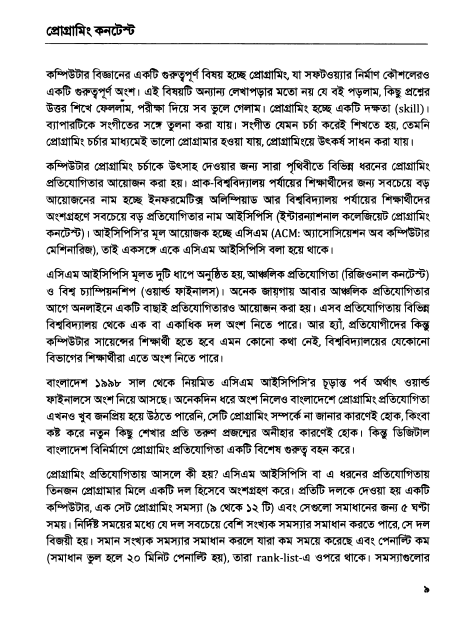 প্রোগ্রামিং কনটেস্ট
কম্পিউটার বিজ্ঞানের একটি গুরুত্বপূর্ণ বিষয় হচ্ছে প্রোগ্রামিং, যা সফটওয়্যার নির্মাণ কৌশলেরও
একটি গুরুত্বপূর্ণ অংশ। এই বিষয়টি অন্যান্য লেখাপড়ার মতো নয় যে বই পড়লাম, কিছু প্রশ্নের
উত্তর শিখে ফেললাম, পরীক্ষা দিয়ে সব ভুলে গেলাম। প্রোগ্রামিং হচ্ছে একটি দক্ষতা (skill)।
ব্যাপারটিকে সংগীতের সঙ্গে তুলনা করা যায়। সংগীত যেমন চর্চা করেই শিখতে হয়, তেমনি
প্রোগ্রামিং চর্চার মাধ্যমেই ভালো প্রোগ্রামার হওয়া যায়, প্রোগ্রামিংয়ে উৎকর্ষ সাধন করা যায়।
কম্পিউটার প্রোগ্রামিং চর্চাকে উৎসাহ দেওয়ার জন্য সারা পৃথিবীতে বিভিন্ন ধরনের প্রোগ্রামিং
প্রতিযোগিতার আয়োজন করা হয়। প্রাক-বিশ্ববিদ্যালয় পর্যায়ের শিক্ষার্থীদের জন্য সবচেয়ে বড়
আয়োজনের নাম হচ্ছে ইনফরমেটিক্স অলিম্পিয়াড আর বিশ্ববিদ্যালয় পর্যায়ের শিক্ষার্থীদের
অংশগ্রহণে সবচেয়ে বড় প্রতিযোগিতার নাম আইসিপিসি (ইন্টারন্যাশনাল কলেজিয়েট প্রোগ্রামিং
কনটেস্ট)। আইসিপিসি'র মূল আয়োজক হচ্ছে এসিএম (ACM: অ্যাসোসিয়েশন অব কম্পিউটার
মেশিনারিজ), তাই একসঙ্গে একে এসিএম আইসিপিসি বলা হয়ে থাকে।
এসিএম আইসিপিসি মূলত দুটি ধাপে অনুষ্ঠিত হয়, আঞ্চলিক প্রতিযোগিতা (রিজিওনাল কনটেস্ট)
ও বিশ্ব চ্যাম্পিয়নশিপ (ওয়ার্ল্ড ফাইনালস)। অনেক জায়গায় আবার আঞ্চলিক প্রতিযোগিতার
আগে অনলাইনে একটি বাছাই প্রতিযোগিতারও আয়োজন করা হয়। এসব প্রতিযোগিতায় বিভিন্ন
বিশ্ববিদ্যালয় থেকে এক বা একাধিক দল অংশ নিতে পারে। আর হ্যাঁ, প্রতিযোগীদের কিন্তু
কম্পিউটার সায়েন্সের শিক্ষার্থী হতে হবে এমন কোনো কথা নেই, বিশ্ববিদ্যালয়ের যেকোনো
বিভাগের শিক্ষার্থীরা এতে অংশ নিতে পারে।
বাংলাদেশ ১৯৯৮ সাল থেকে নিয়মিত এসিএম আইসিপিসি'র চূড়ান্ত পর্ব অর্থাৎ ওয়ার্ল্ড
ফাইনালসে অংশ নিয়ে আসছে। অনেকদিন ধরে অংশ নিলেও বাংলাদেশে প্রোগ্রামিং প্রতিযোগিতা
এখনও খুব জনপ্রিয় হয়ে উঠতে পারেনি, সেটি প্রোগ্রামিং সম্পর্কে না জানার কারণেই হোক, কিংবা
কষ্ট করে নতুন কিছু শেখার প্রতি তরুণ প্রজন্মের অনীহার কারণেই হোক। কিন্তু ডিজিটাল
বাংলাদেশ বিনির্মাণে প্রোগ্রামিং প্রতিযোগিতা একটি বিশেষ গুরুত্ব বহন করে।
প্রোগ্রামিং প্রতিযোগিতায় আসলে কী হয়? এসিএম আইসিপিসি বা এ ধরনের প্রতিযোগিতায়
তিনজন প্রোগ্রামার মিলে একটি দল হিসেবে অংশগ্রহণ করে। প্রতিটি দলকে দেওয়া হয় একটি
কম্পিউটার, এক সেট প্রোগ্রামিং সমস্যা (৯ থেকে ১২ টি) এবং সেগুলো সমাধানের জন্য ৫ ঘণ্টা
সময়। নির্দিষ্ট সময়ের মধ্যে যে দল সবচেয়ে বেশি সংখ্যক সমস্যার সমাধান করতে পারে, সে দল
বিজয়ী হয়। সমান সংখ্যক সমস্যার সমাধান করলে যারা কম সময়ে করেছে এবং পেনাল্টি কম
(সমাধান ভুল হলে ২০ মিনিট পেনাল্টি হয়), তারা rank-list-এ ওপরে থাকে। সমস্যাগুলোর
৯